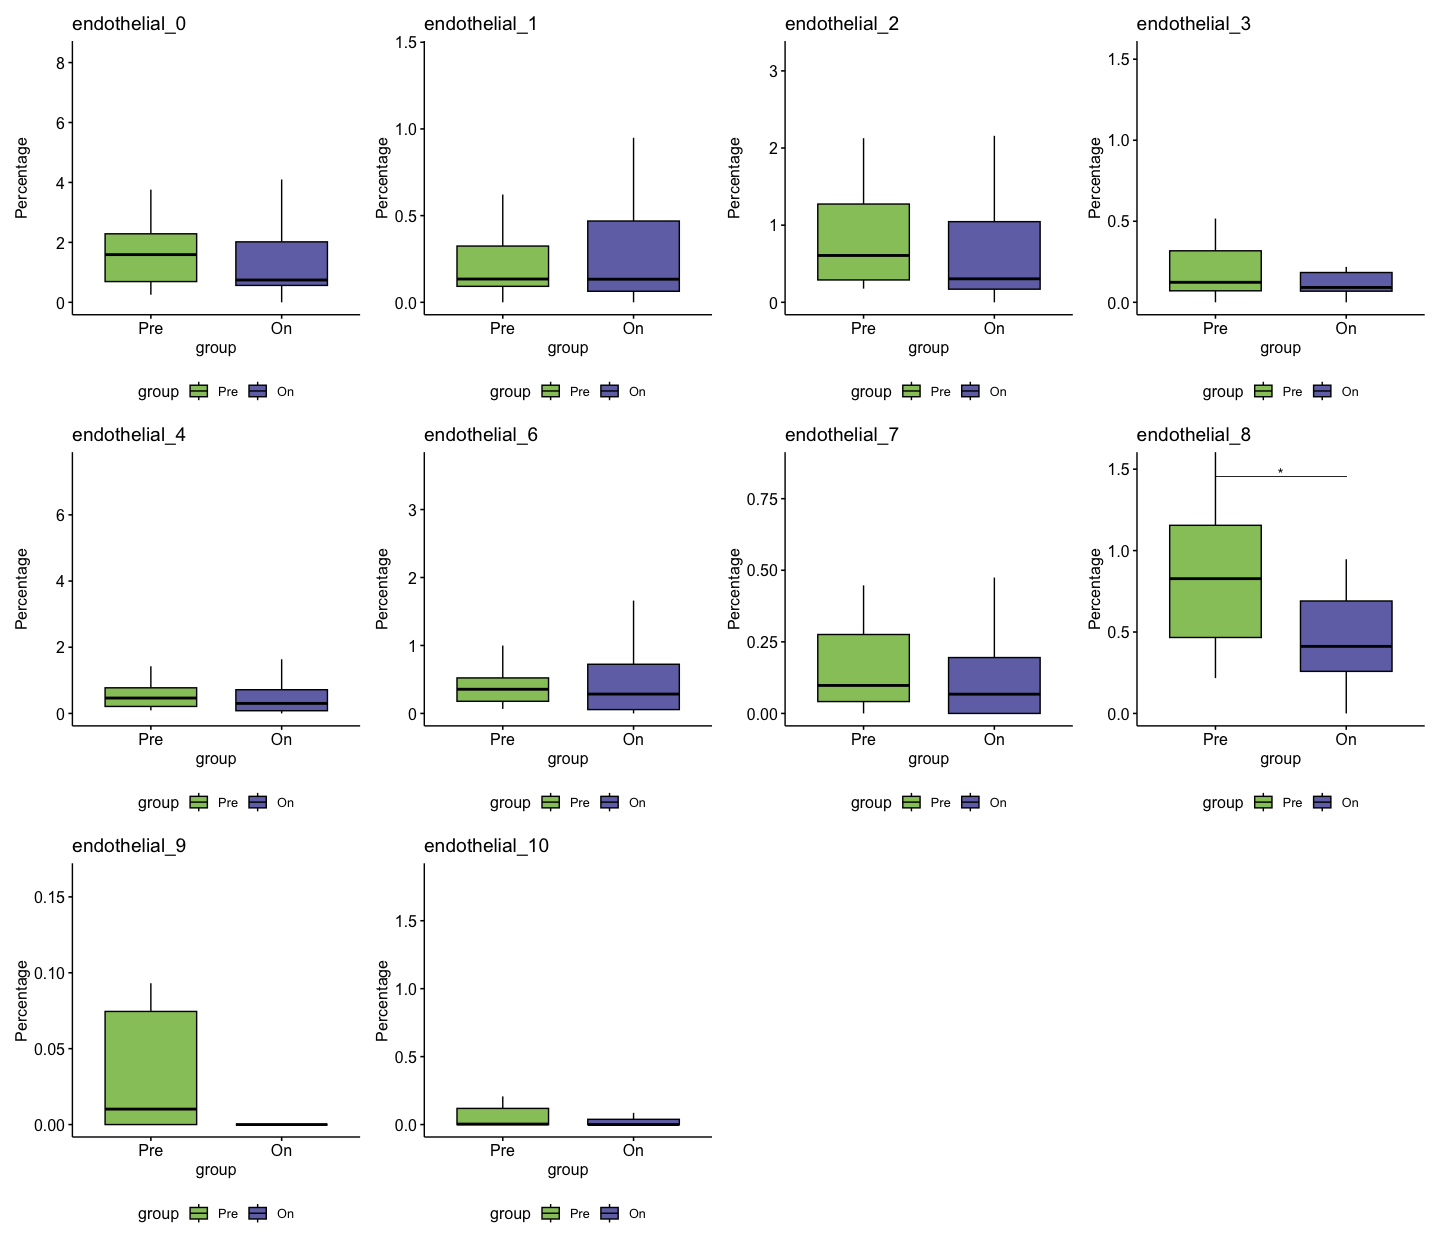 endothelial_0
Percentage
8
6
4
2
0
Pre On
group
group Pre On
endothelial_1
Percentage
1.5
1.0
0.5
0.0
Pre On
group
group Pre On
endothelial_2
Percentage
3
2
1
0
Pre On
group
group Pre On
endothelial_3
Percentage
1.5
1.0
0.5
0.0
Pre On
group
group Pre On
endothelial_4
Percentage
6
4
2
0
Pre On
group
group Pre On
endothelial_6
Percentage
3
2
1
0
Pre On
group
group Pre On
endothelial_7
Percentage
0.75
0.50
0.25
0.00
Pre On
group
group Pre On
endothelial_8
Percentage
1.5
1.0
0.5
0.0
*
Pre On
group
group Pre On
endothelial_9
Percentage
0.15
0.10
0.05
0.00
Pre On
group
group Pre On
endothelial_10
Percentage
1.5
1.0
0.5
0.0
Pre On
group
group Pre On